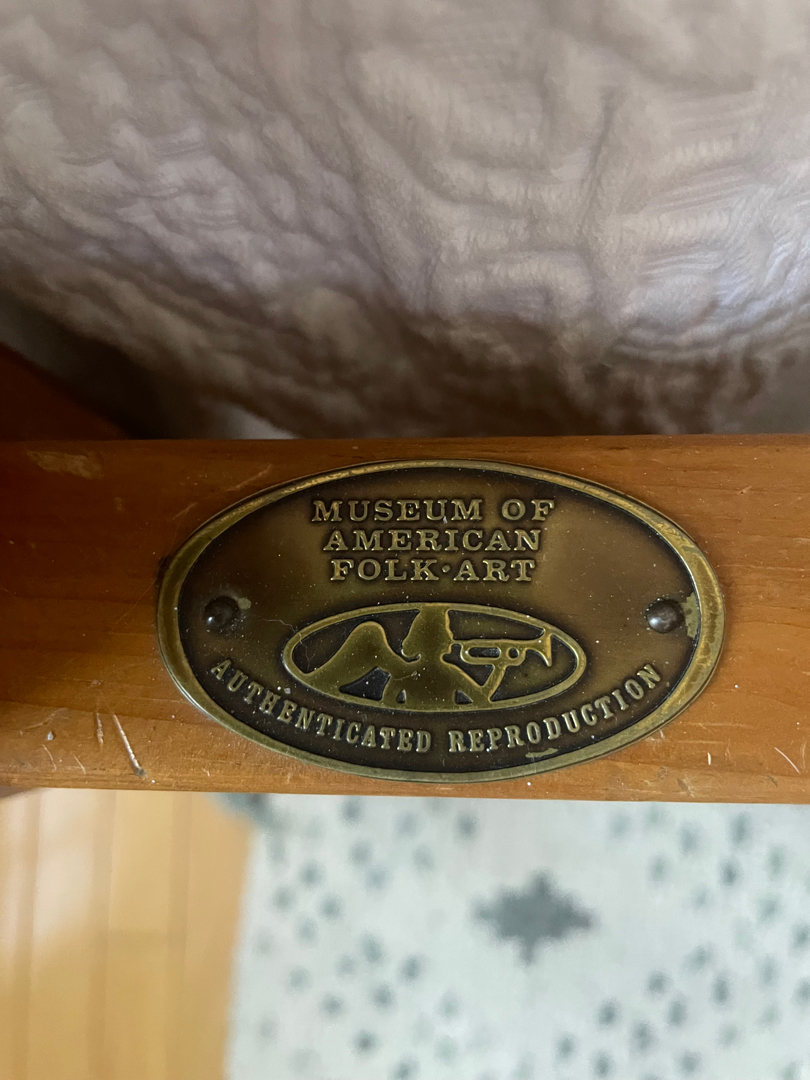 MUSEUM OF
AMERICAN
FOLK•ART
AUTHENTICATED REPRODUCTION